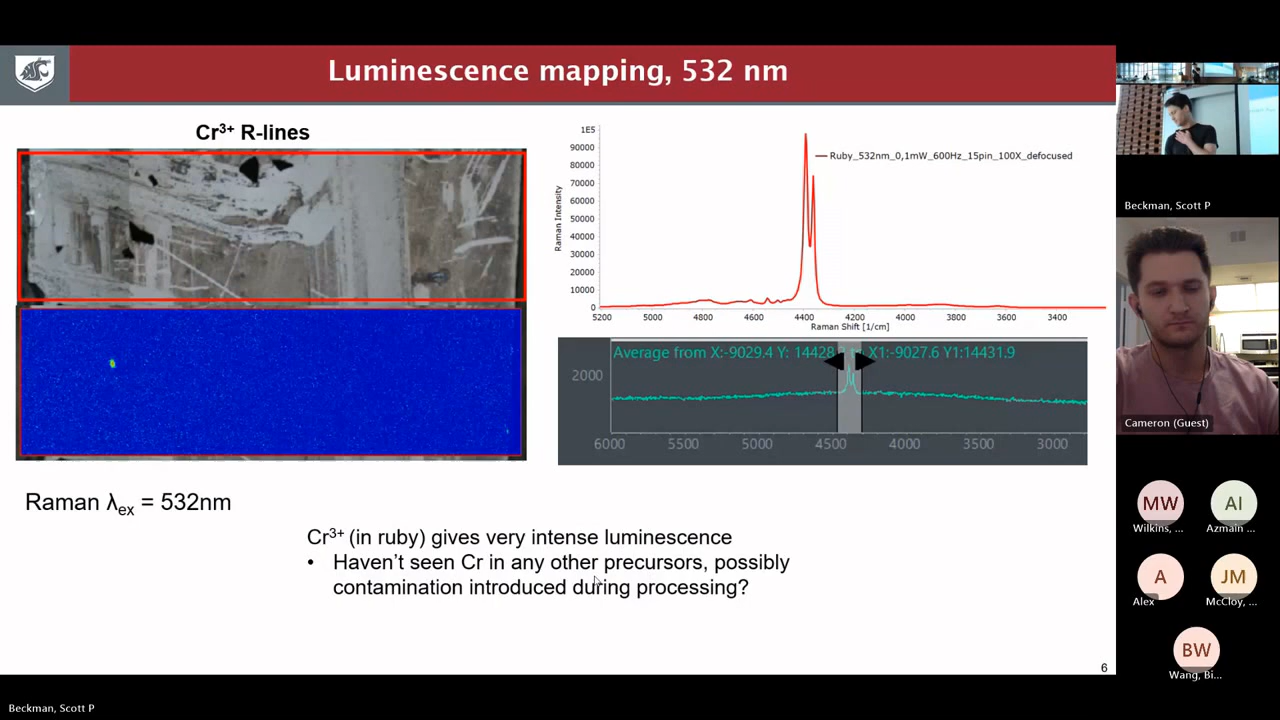 Luminescence mapping, 532 nm
Cr³⁺ R-lines
1E5
90000
80000
70000
60000
50000
40000
30000
20000
10000
0
Raman Intensity
Ruby_532nm_0,1mW_600Hz_15pin_100X_defocused
5200 5000 4800 4600 4400 4200 4000 3800 3600 3400
Raman Shift [1/cm]
Average from X:-9029.4 Y: 14428
X1:-9027.6 Y1:14431.9
2000
6000 5500 5000 4500 4000 3500 3000
Raman λex = 532nm
Cr³⁺ (in ruby) gives very intense luminescence
• Haven't seen Cr in any other precursors, possibly
contamination introduced during processing?
6
Beckman, Scott P
Cameron (Guest)
MW
Wilkins, ...
AI
Azmain ...
A
Alex
JM
McCloy, ...
BW
Wang, Bi...
Beckman, Scott P